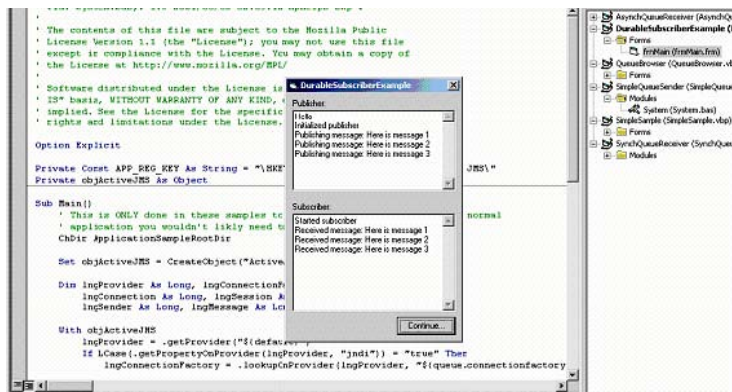 ' The contents of this file are subject to the Mozilla Public
' License Version 1.1 (the "License"); you may not use this file
' except in compliance with the License. You may obtain a copy of
' the License at http://www.mozilla.org/MPL/
'
' Software distributed under the License is
' IS" basis, WITHOUT WARRANTY OF ANY KIND,
' implied. See the License for the specific
' rights and limitations under the License.
Option Explicit
Private Const APP_REG_KEY As String =
JMS\"
Private objActiveJMS As Object
Sub Main()
' This is ONLY done in these samples to
normal
' application you wouldn't likly need
ChDir ApplicationSampleRootDir
Set objActiveJMS = CreateObject("Active
Dim lngProvider As Long,
lngConnection As Long, lngSession
lngSender As Long, lngMessage As
With objActiveJMS
lngProvider = .getProvider("$(default)")
If LCase(.getPropertyOnProvider(lngProvider, "jndi")) = "true" Then
lngConnectionFactory = .lookupOnProvider(lngProvider, "$(queue.connectionfactory
DurableSubscriberExample
Publisher:
Hello
Initialized publisher
Publishing message: Here is message 1
Publishing message: Here is message 2
Publishing message: Here is message 3
Subscriber:
Started subscriber
Received message: Here is message 1
Received message: Here is message 2
Received message: Here is message 3
Continue...
AsynchQueueReceiver (AsynchQ
DurableSubscriberExample (
Forms
frmMain (frmMain.frm)
QueueBrowser (QueueBrowser.vb
Forms
SimpleQueueSender (SimpleQueue
Modules
System (System.bas)
SimpleSample (SimpleSample.vbp)
Forms
SynchQueueReceiver (SynchQue
Modules